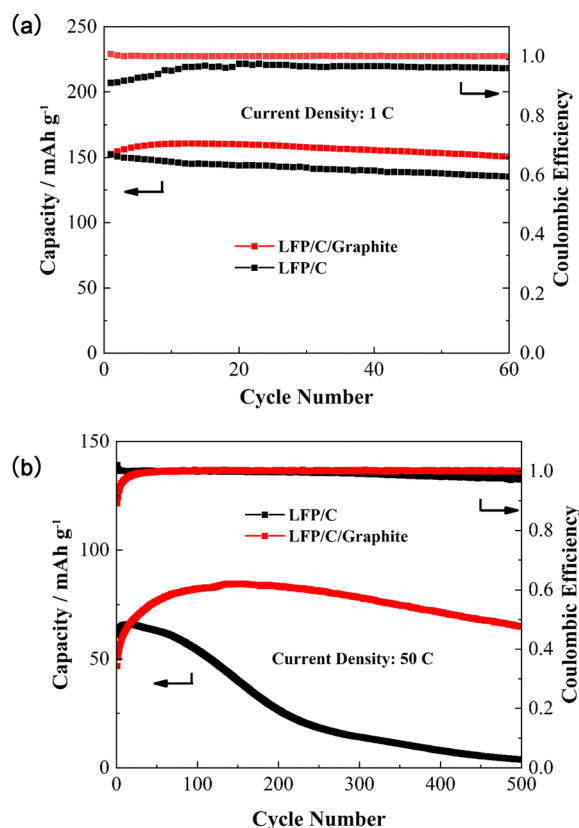 (a)
250
200
150
100
50
0
1.0
0.8
0.6
0.4
0.2
0.0
Capacity / mAh g⁻¹
Coulombic Efficiency
Current Density: 1 C
LFP/C/Graphite
LFP/C
0 20 40 60
Cycle Number
(b)
150
100
50
0
1.0
0.8
0.6
0.4
0.2
0.0
Capacity / mAh g⁻¹
Coulombic Efficiency
LFP/C
LFP/C/Graphite
Current Density: 50 C
0 100 200 300 400 500
Cycle Number